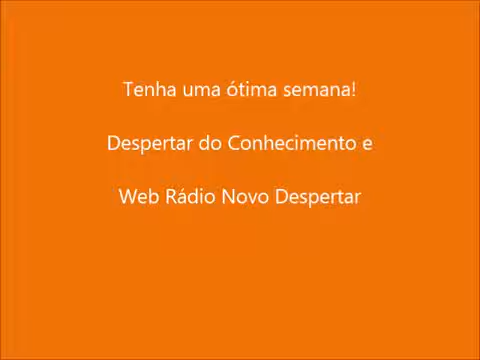 Tenha uma ótima semana!
Despertar do Conhecimento e
Web Rádio Novo Despertar